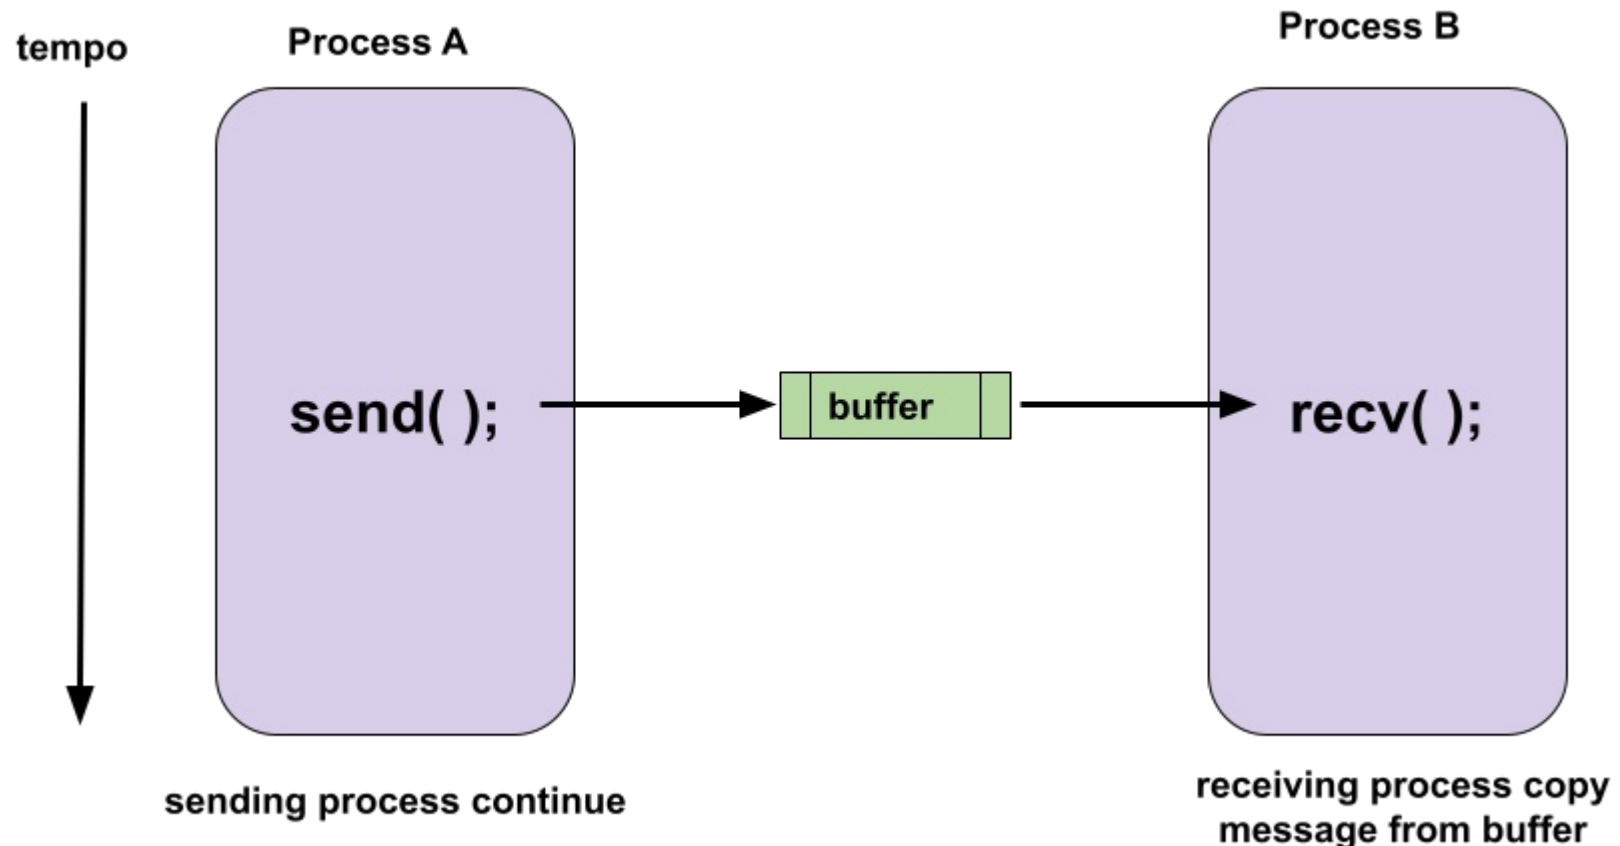 tempo
Process A
Process B
send( );
buffer
recv( );
sending process continue
receiving process copy
message from buffer